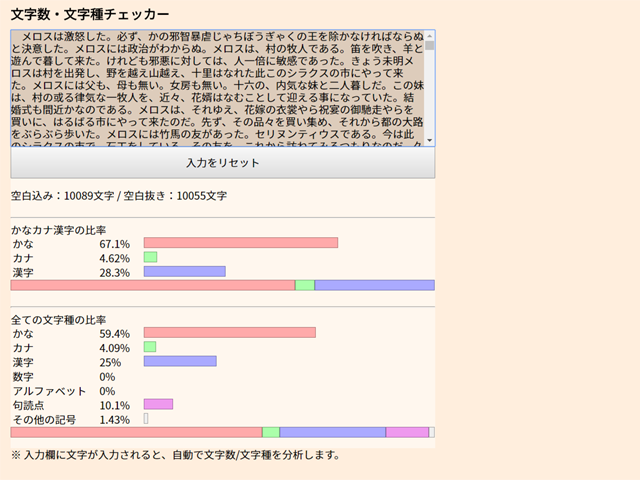 文字数・文字種チェッカー
　メロスは激怒した。必ず、かの邪智暴虐じゃちぼうぎゃくの王を除かなければならぬ
と決意した。メロスには政治がわからぬ。メロスは、村の牧人である。笛を吹き、羊と
遊んで暮して来た。けれども邪悪に対しては、人一倍に敏感であった。きょう未明メ
ロスは村を出発し、野を越え山越え、十里はなれた此このシラクスの市にやって来
た。メロスには父も、母も無い。女房も無い。十六の、内気な妹と二人暮しだ。この妹
は、村の或る律気な一牧人を、近々、花婿はなむことして迎える事になっていた。結
婚式も間近かなのである。メロスは、それゆえ、花嫁の衣裳やら祝宴の御馳走やらを
買いに、はるばる市にやって来たのだ。先ず、その品々を買い集め、それから都の大路
をぶらぶら歩いた。メロスには竹馬の友があった。セリヌンティウスである。今は此
のシラクスの市で、石工をしている。その友を、これから訪ねてみるつもりなのだ。久
入力をリセット
空白込み：10089文字 / 空白抜き：10055文字
かなカナ漢字の比率
かな 67.1%
カナ 4.62%
漢字 28.3%
全ての文字種の比率
かな 59.4%
カナ 4.09%
漢字 25%
数字 0%
アルファベット 0%
句読点 10.1%
その他の記号 1.43%
※ 入力欄に文字が入力されると、自動で文字数/文字種を分析します。